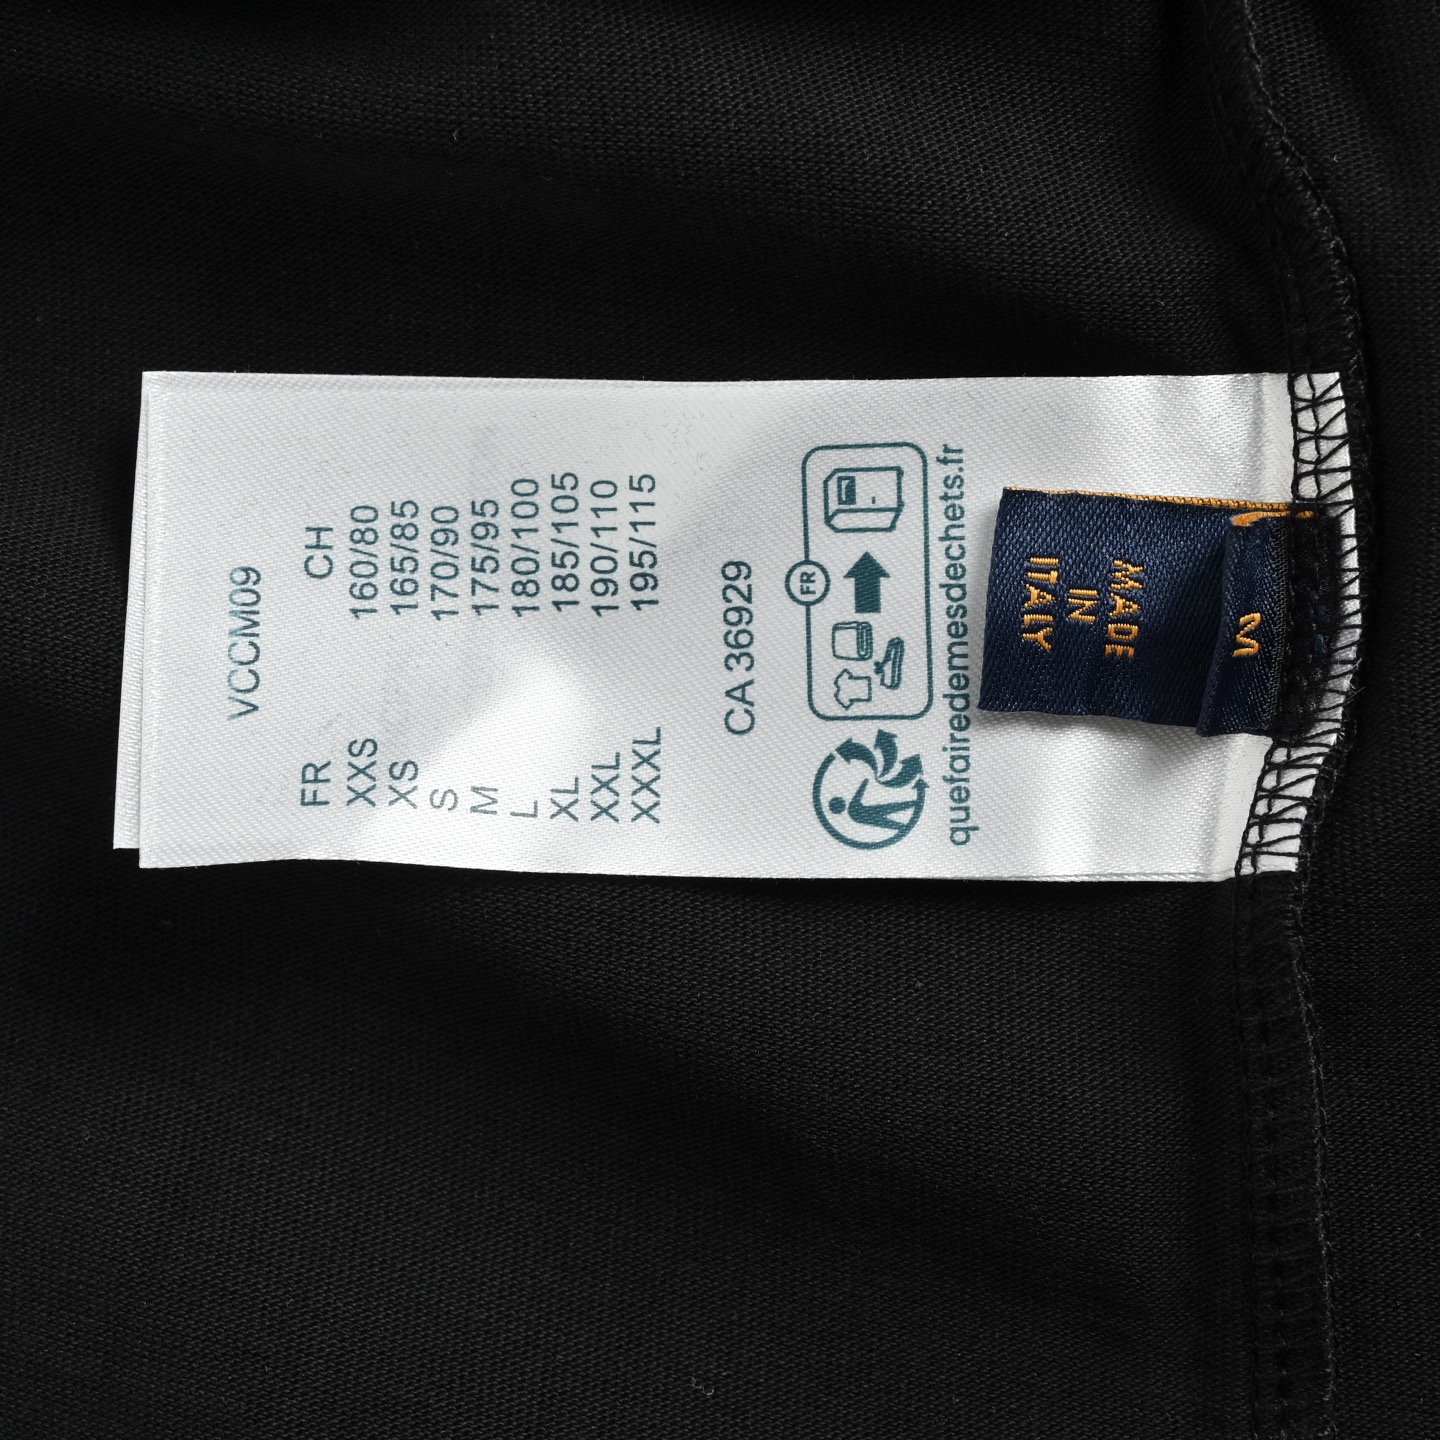 VCCM09
FR CH
XXS 160/80
XS 165/85
S 170/90
M 175/95
L 180/100
XL 185/105
XXL 190/110
XXXL 195/115
CA 36929
FR
quefairedemesdechets.fr
MADE
IN
ITALY
M